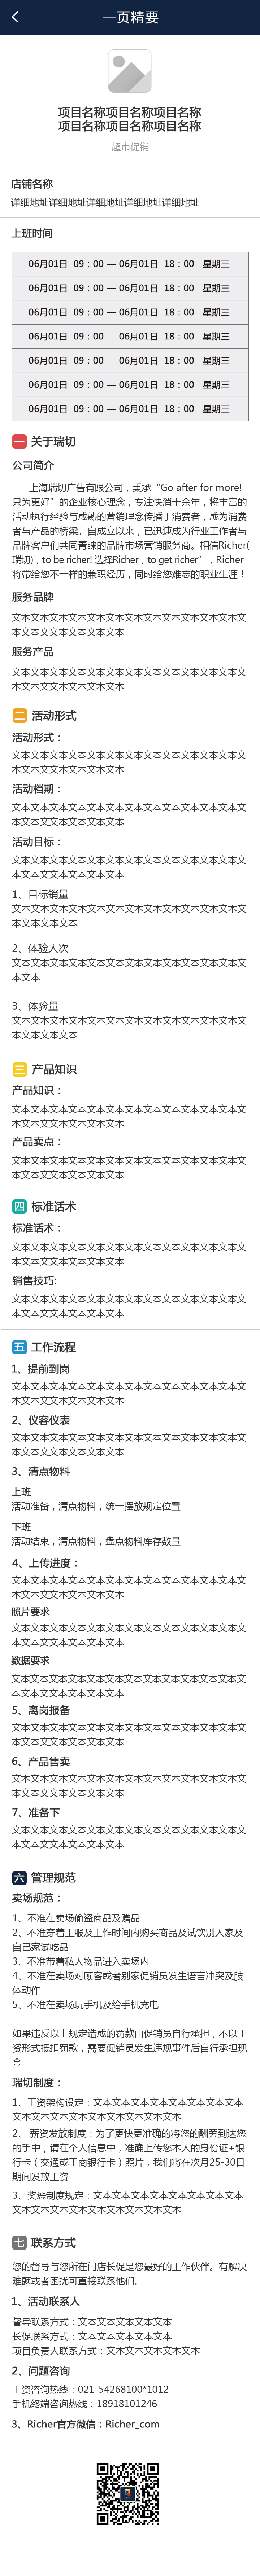 一页精要
项目名称项目名称项目名称
项目名称项目名称项目名称
超市促销
店铺名称
详细地址详细地址详细地址详细地址详细地址
上班时间
06月01日 09：00 — 06月01日 18：00 星期三
06月01日 09：00 — 06月01日 18：00 星期三
06月01日 09：00 — 06月01日 18：00 星期三
06月01日 09：00 — 06月01日 18：00 星期三
06月01日 09：00 — 06月01日 18：00 星期三
06月01日 09：00 — 06月01日 18：00 星期三
06月01日 09：00 — 06月01日 18：00 星期三
一 关于瑞切
公司简介
上海瑞切广告有限公司，秉承“Go after for more!
只为更好”的企业核心理念，专注快消十余年，将丰富的
活动执行经验与成熟的营销理念传播于消费者，成为消费
者与产品的桥梁。自成立以来，已迅速成为行业工作者与
品牌客户们共同青睐的品牌市场营销服务商。相信Richer(
瑞切)，to be richer! 选择Richer，to get richer”，Richer
将带给您不一样的兼职经历，同时给您难忘的职业生涯！
服务品牌
文本文本文本文本文本文本文本文本文本文本文本文本文
本文本文本文本文本文本文本
服务产品
文本文本文本文本文本文本文本文本文本文本文本文本文
本文本文文本文本文本文本本
二 活动形式
活动形式：
文本文本文本文本文本文本文本文本文本文本文本文本文
本文本文本文本文本文本文本
活动档期：
文本文本文本文本文本文本文本文本文本文本文本文本文
本文本文本文本文本文本文本
活动目标：
文本文本文本文本文本文本文本文本文本文本文本文本文
本文本文本文本文本文本文本
1、目标销量
文本文本文本文本文本文本文本文本文本文本文本文本文
本文本文本文本
2、体验人次
文本文本文本文本文本文本文本文本文本文本文本文本文
本文本
3、体验量
文本文本文本文本文本文本文本文本文本文本文本文本文
本文本文本文本
三 产品知识
产品知识：
文本文本文本文本文本文本文本文本文本文本文本文本文
本文本文本文本文本文本文本
产品卖点：
文本文本文本文本文本文本文本文本文本文本文本文本文
本文本文本文本文本文本文本
四 标准话术
标准话术：
文本文本文本文本文本文本文本文本文本文本文本文本文
本文本文本文本文本文本文本
销售技巧:
文本文本文本文本文本文本文本文本文本文本文本文本文
本文本文本文本文本文本文本
五 工作流程
1、提前到岗
文本文本文本文本文本文本文本文本文本文本文本文本文
本文本文本文本文本文本文本
2、仪容仪表
文本文本文本文本文本文本文本文本文本文本文本文本文
本文本文本文本文本文本文本
3、清点物料
上班
活动准备，清点物料，统一摆放规定位置
下班
活动结束，清点物料，盘点物料库存数量
4、上传进度：
文本文本文本文本文本文本文本文本文本文本文本文本文
本文本文本文本文本文本文本
照片要求
文本文本文本文本文本文本文本文本文本文本文本文本文
本文本文本文本文本文本文本
数据要求
文本文本文本文本文本文本文本文本文本文本文本文本文
本文本文本文本文本文本文本
5、离岗报备
文本文本文本文本文本文本文本文本文本文本文本文本文
本文本文本文本文本文本文本
6、产品售卖
文本文本文本文本文本文本文本文本文本文本文本文本文
本文本文本文本文本文本文本
7、准备下
文本文本文本文本文本文本文本文本文本文本文本文本文
本文本文本文本文本文本文本
六 管理规范
卖场规范：
1、不准在卖场偷盗商品及赠品
2、不准穿着工服及工作时间内购买商品及试饮别人家及
自己家试吃品
3、不准带着私人物品进入卖场内
4、不准在卖场对顾客或者别家促销员发生语言冲突及肢
体动作
5、不准在卖场玩手机及给手机充电
如果违反以上规定造成的罚款由促销员自行承担，不以工
资形式抵扣罚款，需要促销员发生违规事件后自行承担现
金
瑞切制度：
1、工资架构设定：文本文本文本文本文本文本文本文本
文本文本文本文本文本文本文本文本文本
2、 薪资发放制度：为了更快更准确的将您的酬劳到达您
的手中，请在个人信息中，准确上传您本人的身份证+银
行卡（交通或工商银行卡）照片，我们将在次月25-30日
期间发放工资
3、奖惩制度规定：文本文本文本文本文本文本文本文本
文本文本文本文本文本文本文本文本文本
七 联系方式
您的督导与您所在门店长促是您最好的工作伙伴。有解决
难题或者困扰可直接联系他们。
1、活动联系人
督导联系方式：文本文本文本文本文本
长促联系方式：文本文本文本文本文本
项目负责人联系方式：文本文本文本文本文本
2、问题咨询
工资咨询热线：021-54268100*1012
手机终端咨询热线：18918101246
3、Richer官方微信：Richer_com